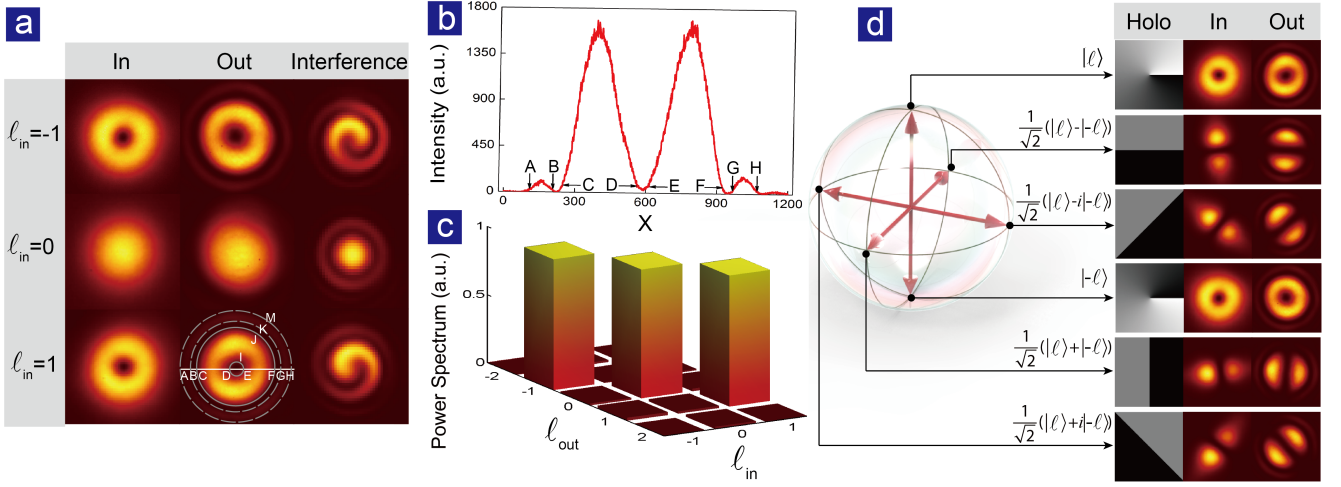 a
In Out Interference
ℓin=-1
ℓin=0
ℓin=1
M
K
J
I
ABC D E FGH
b
Intensity (a.u.)
1800
1350
900
450
0
A B G H
C D E F
0 300 600 900 1200
X
c
Power Spectrum (a.u.)
1
0.5
0
-2 -1 0 1 2
ℓout
-1 0 1
ℓin
d
Holo In Out
|ℓ⟩
1/√2(|ℓ⟩-|-ℓ⟩)
1/√2(|ℓ⟩-i|-ℓ⟩)
|-ℓ⟩
1/√2(|ℓ⟩+|-ℓ⟩)
1/√2(|ℓ⟩+i|-ℓ⟩)